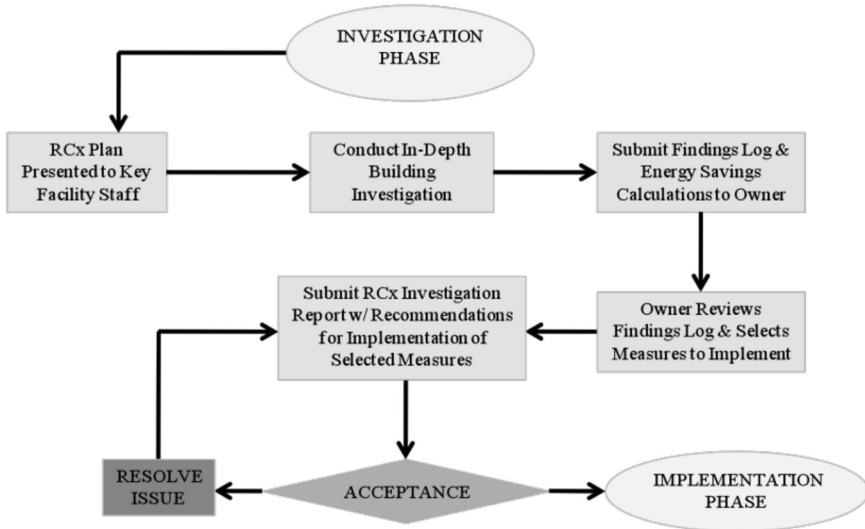 INVESTIGATION
PHASE
RCx Plan
Presented to Key
Facility Staff
Conduct In-Depth
Building
Investigation
Submit Findings Log &
Energy Savings
Calculations to Owner
Owner Reviews
Findings Log & Selects
Measures to Implement
Submit RCx Investigation
Report w/ Recommendations
for Implementation of
Selected Measures
RESOLVE
ISSUE
ACCEPTANCE
IMPLEMENTATION
PHASE